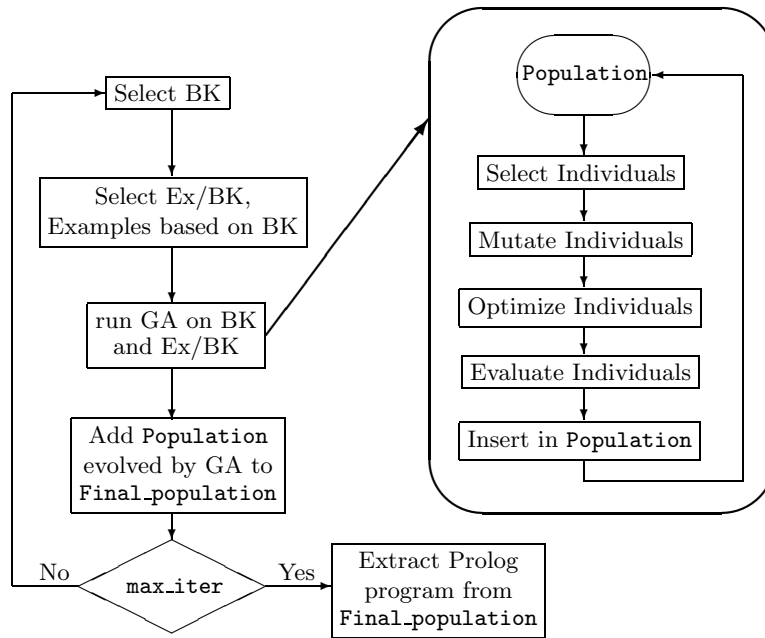 Select BK
Select Ex/BK,
Examples based on BK
run GA on BK
and Ex/BK
Add Population
evolved by GA to
Final_population
No
max_iter
Yes
Extract Prolog
program from
Final_population
Population
Select Individuals
Mutate Individuals
Optimize Individuals
Evaluate Individuals
Insert in Population